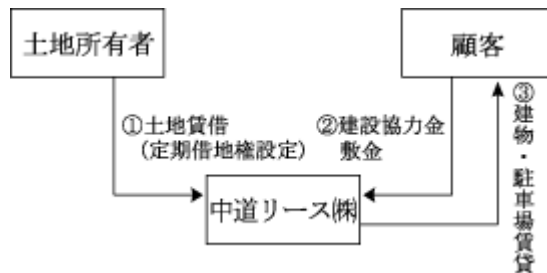 土地所有者
顧客
①土地賃借
(定期借地権設定)
②建設協力金
敷金
③建物・駐車場賃貸
中道リース㈱